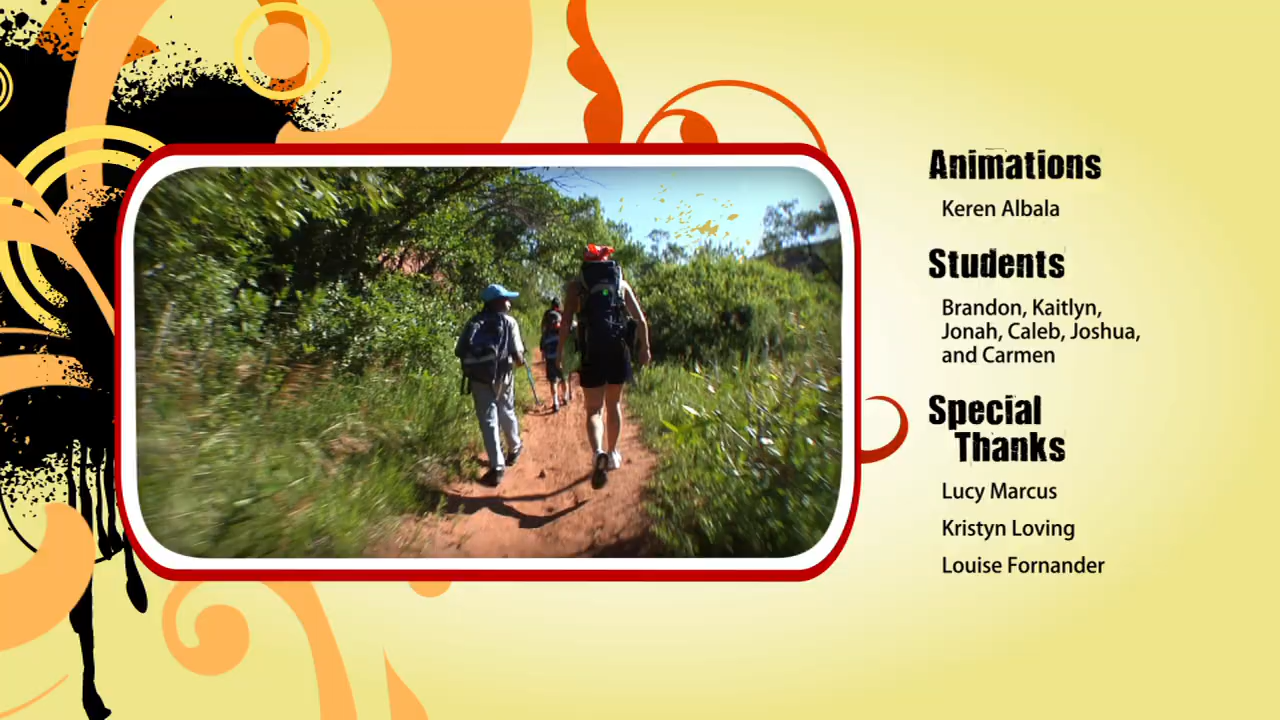 Animations
Keren Albala
Students
Brandon, Kaitlyn,
Jonah, Caleb, Joshua,
and Carmen
Special
Thanks
Lucy Marcus
Kristyn Loving
Louise Fornander